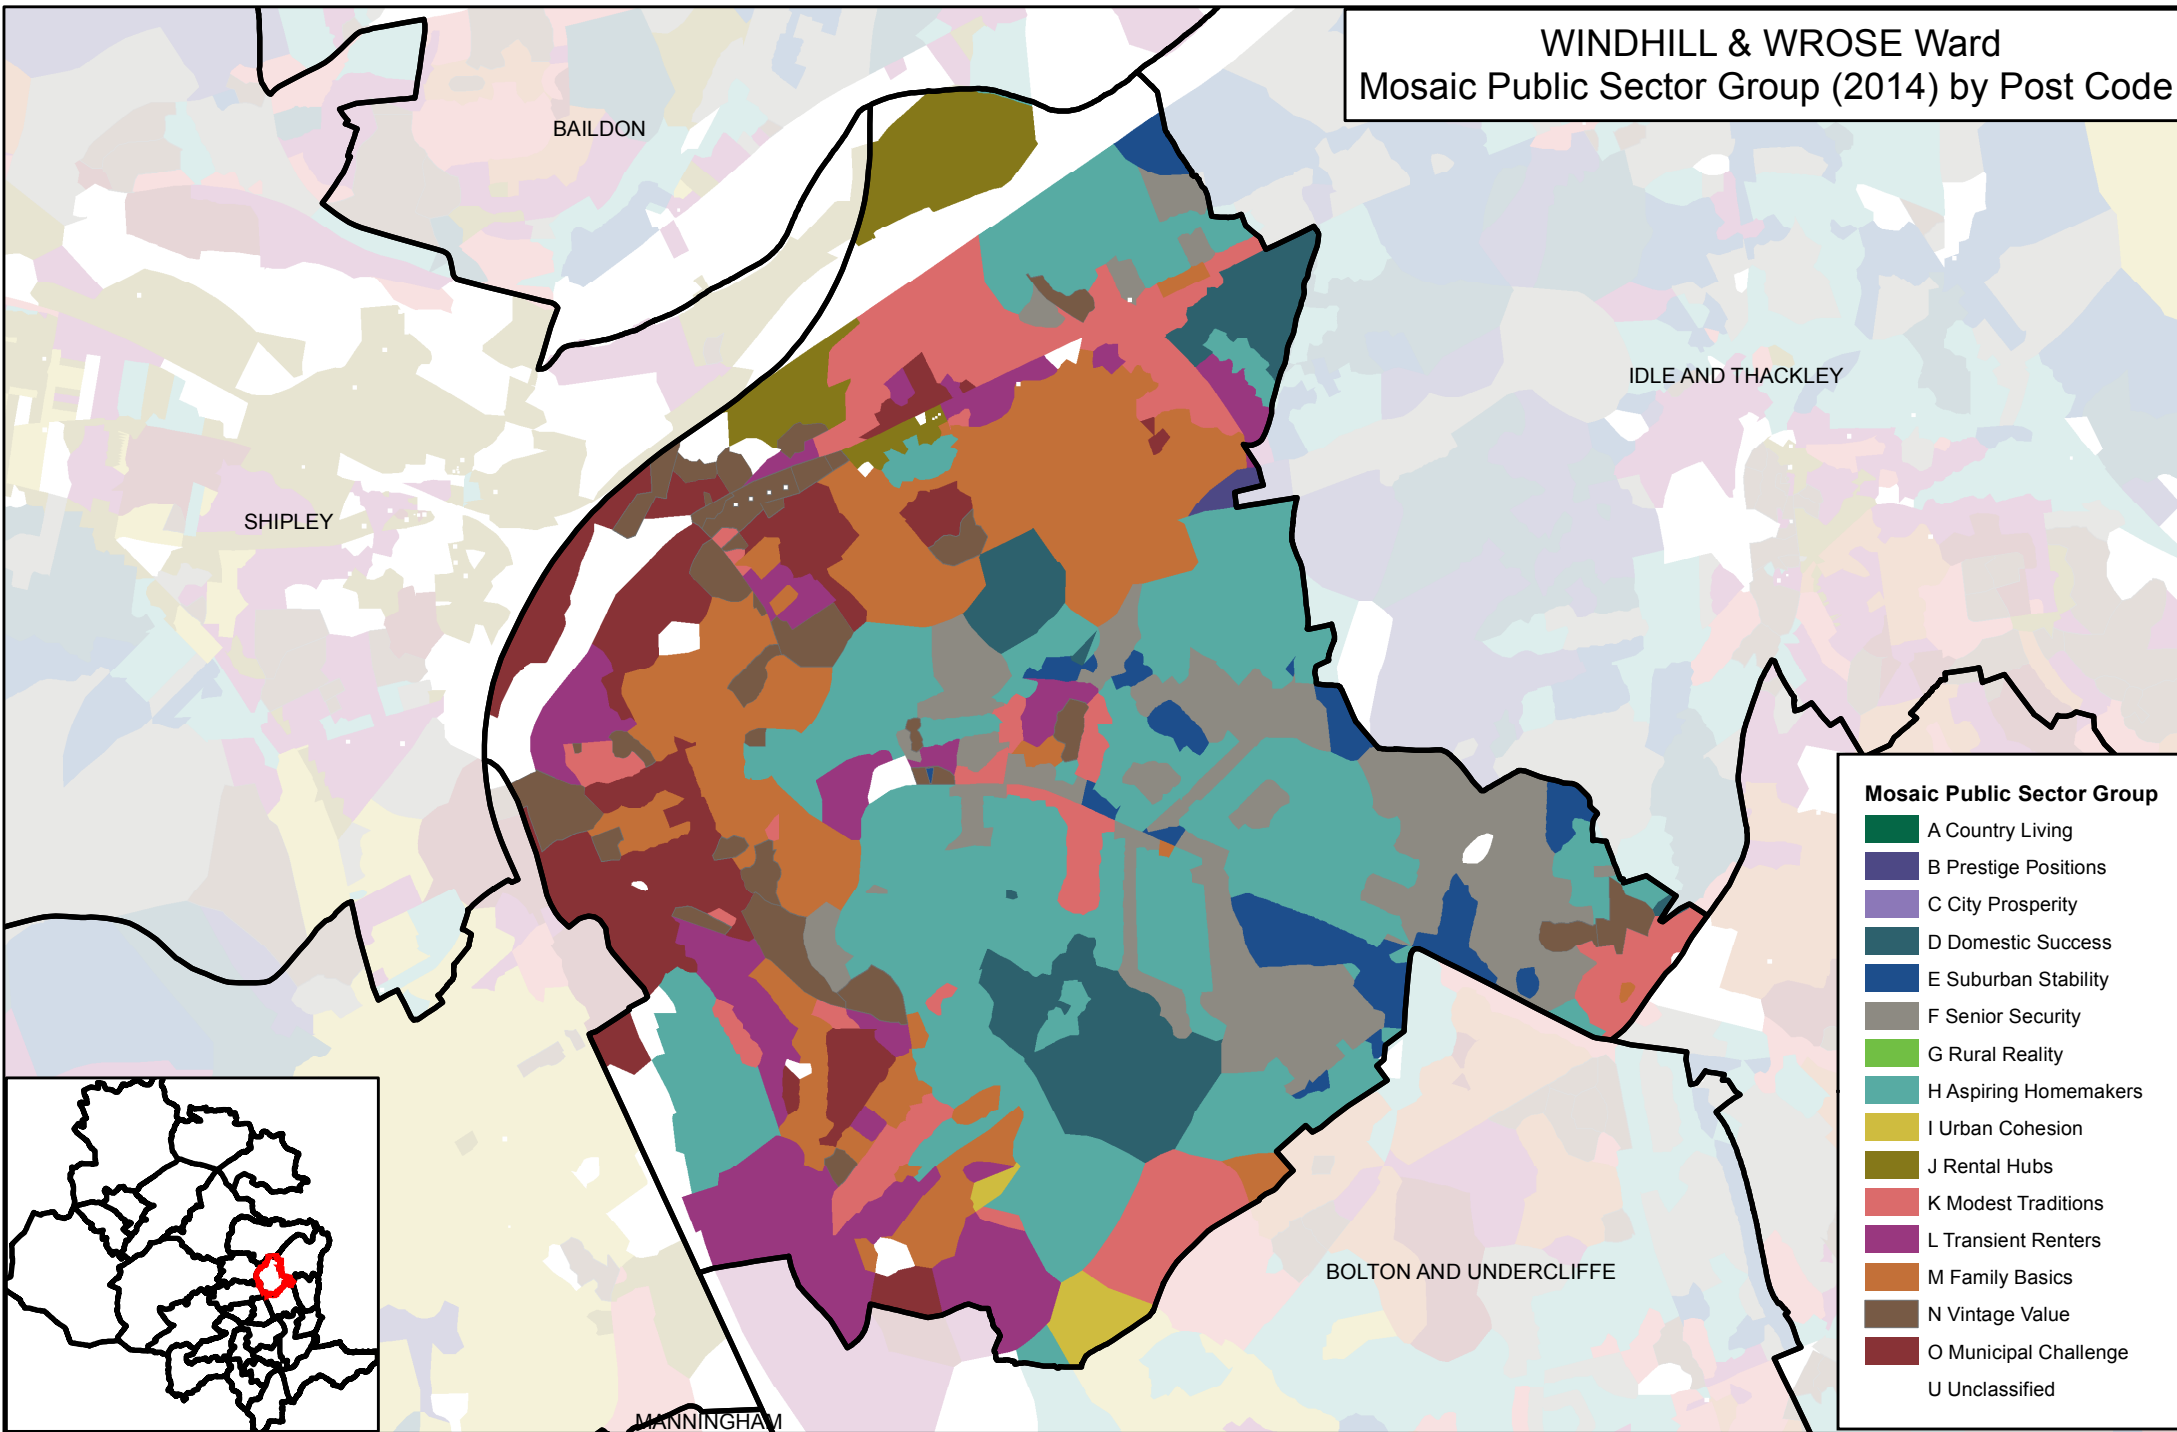 WINDHILL & WROSE Ward
Mosaic Public Sector Group (2014) by Post Code
BAILDON
IDLE AND THACKLEY
SHIPLEY
BOLTON AND UNDERCLIFFE
MANNINGHAM
Mosaic Public Sector Group
A Country Living
B Prestige Positions
C City Prosperity
D Domestic Success
E Suburban Stability
F Senior Security
G Rural Reality
H Aspiring Homemakers
I Urban Cohesion
J Rental Hubs
K Modest Traditions
L Transient Renters
M Family Basics
N Vintage Value
O Municipal Challenge
U Unclassified